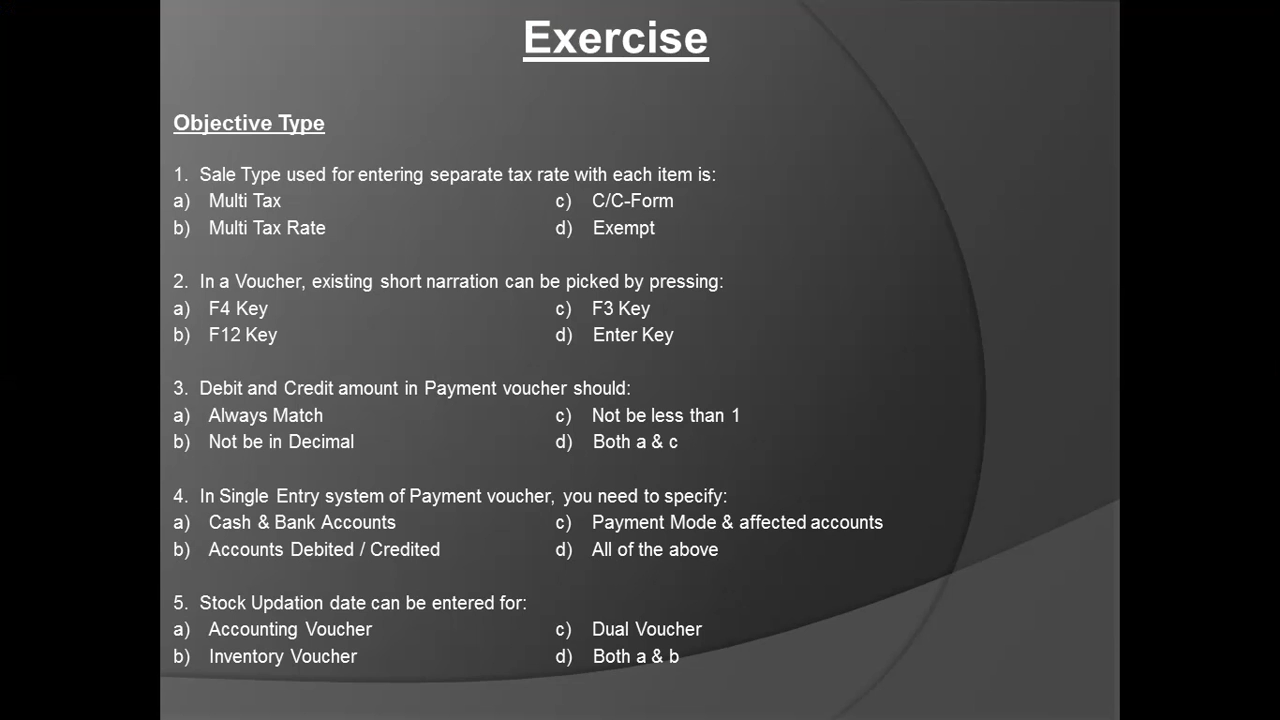 Exercise
Objective Type
1. Sale Type used for entering separate tax rate with each item is:
a) Multi Tax c) C/C-Form
b) Multi Tax Rate d) Exempt
2. In a Voucher, existing short narration can be picked by pressing:
a) F4 Key c) F3 Key
b) F12 Key d) Enter Key
3. Debit and Credit amount in Payment voucher should:
a) Always Match c) Not be less than 1
b) Not be in Decimal d) Both a & c
4. In Single Entry system of Payment voucher, you need to specify:
a) Cash & Bank Accounts c) Payment Mode & affected accounts
b) Accounts Debited / Credited d) All of the above
5. Stock Updation date can be entered for:
a) Accounting Voucher c) Dual Voucher
b) Inventory Voucher d) Both a & b